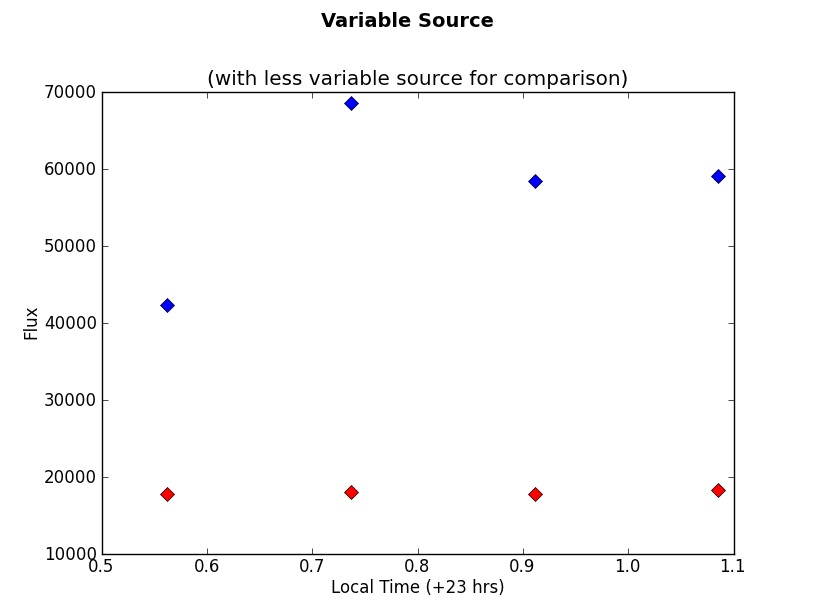 Variable Source
(with less variable source for comparison)
70000
60000
50000
40000
30000
20000
10000
Flux
0.5 0.6 0.7 0.8 0.9 1.0 1.1
Local Time (+23 hrs)